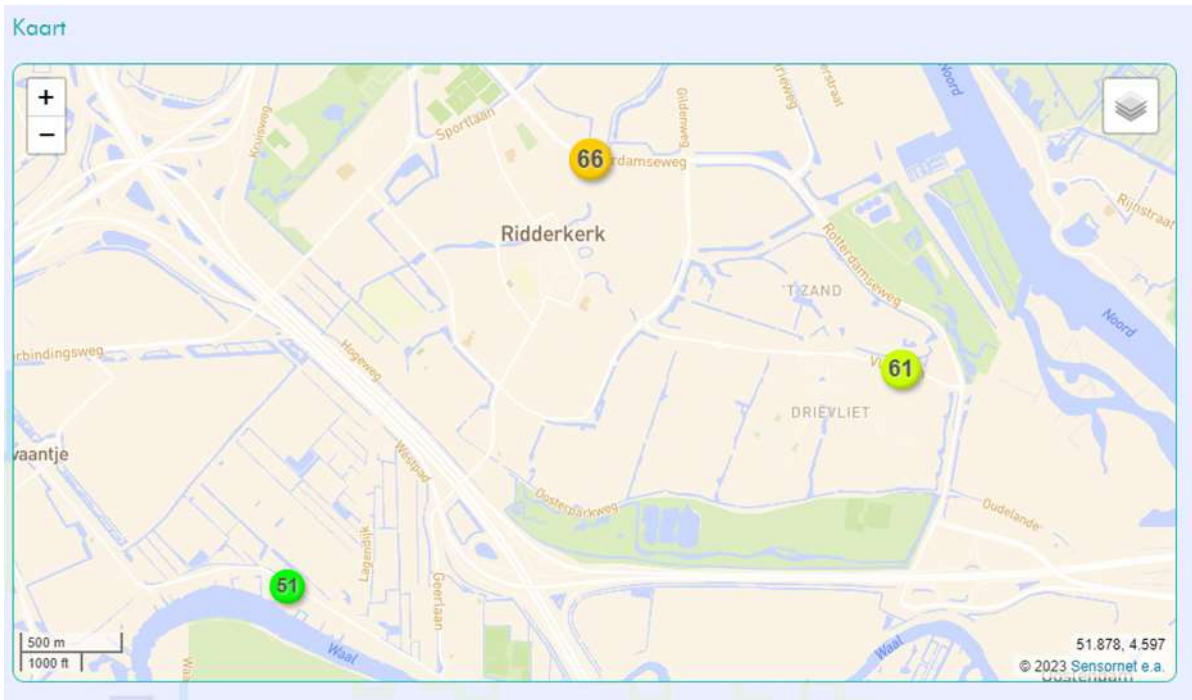 Kaart
+
−
Kruisweg
Sportlaan
Gildenweg
Noord
66
rdamseweg
Rijnstraat
Ridderkerk
Rotterdamseweg
'T ZAND
Noord
rbindingsweg
Hogeweg
61
DRIEVLIET
vaantje
Westpad
Oosterparkweg
Oudelande
Lagendijk
51
Geerlaan
500 m
1000 ft
Waal
Waal
51.878, 4.597
© 2023 Sensornet e.a.